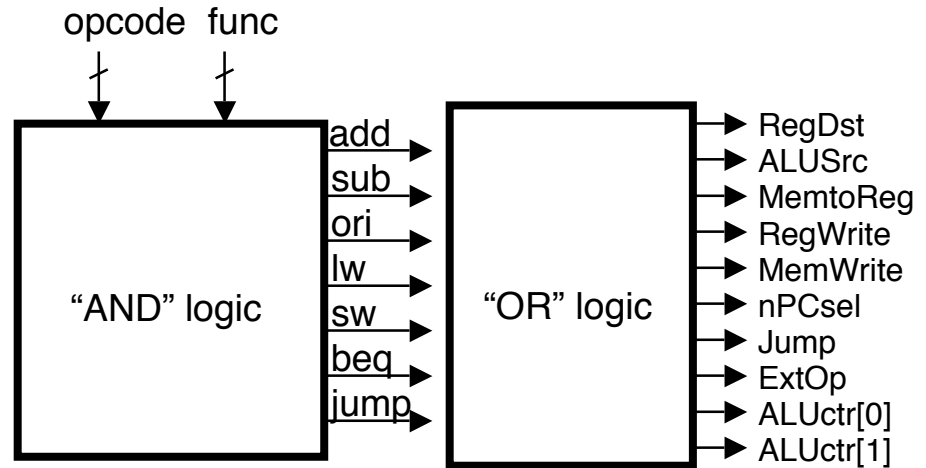 opcode func
add
sub
ori
lw
sw
beq
jump
“AND” logic
“OR” logic
RegDst
ALUSrc
MemtoReg
RegWrite
MemWrite
nPCsel
Jump
ExtOp
ALUctr[0]
ALUctr[1]